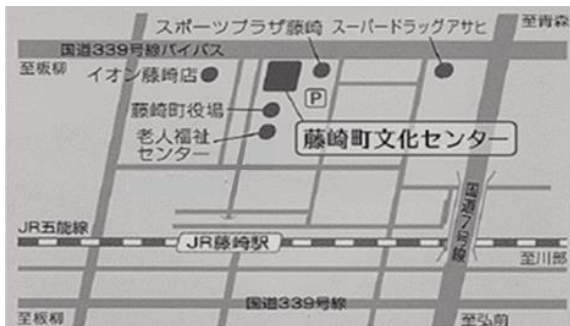 スポーツプラザ藤崎
スーパードラッグアサヒ
至青森
国道339号線バイパス
至板柳
イオン藤崎店
P
藤崎町役場
老人福祉
センター
藤崎町文化センター
国道7号線
JR五能線
JR藤崎駅
至川部
国道339号線
至板柳
至弘前